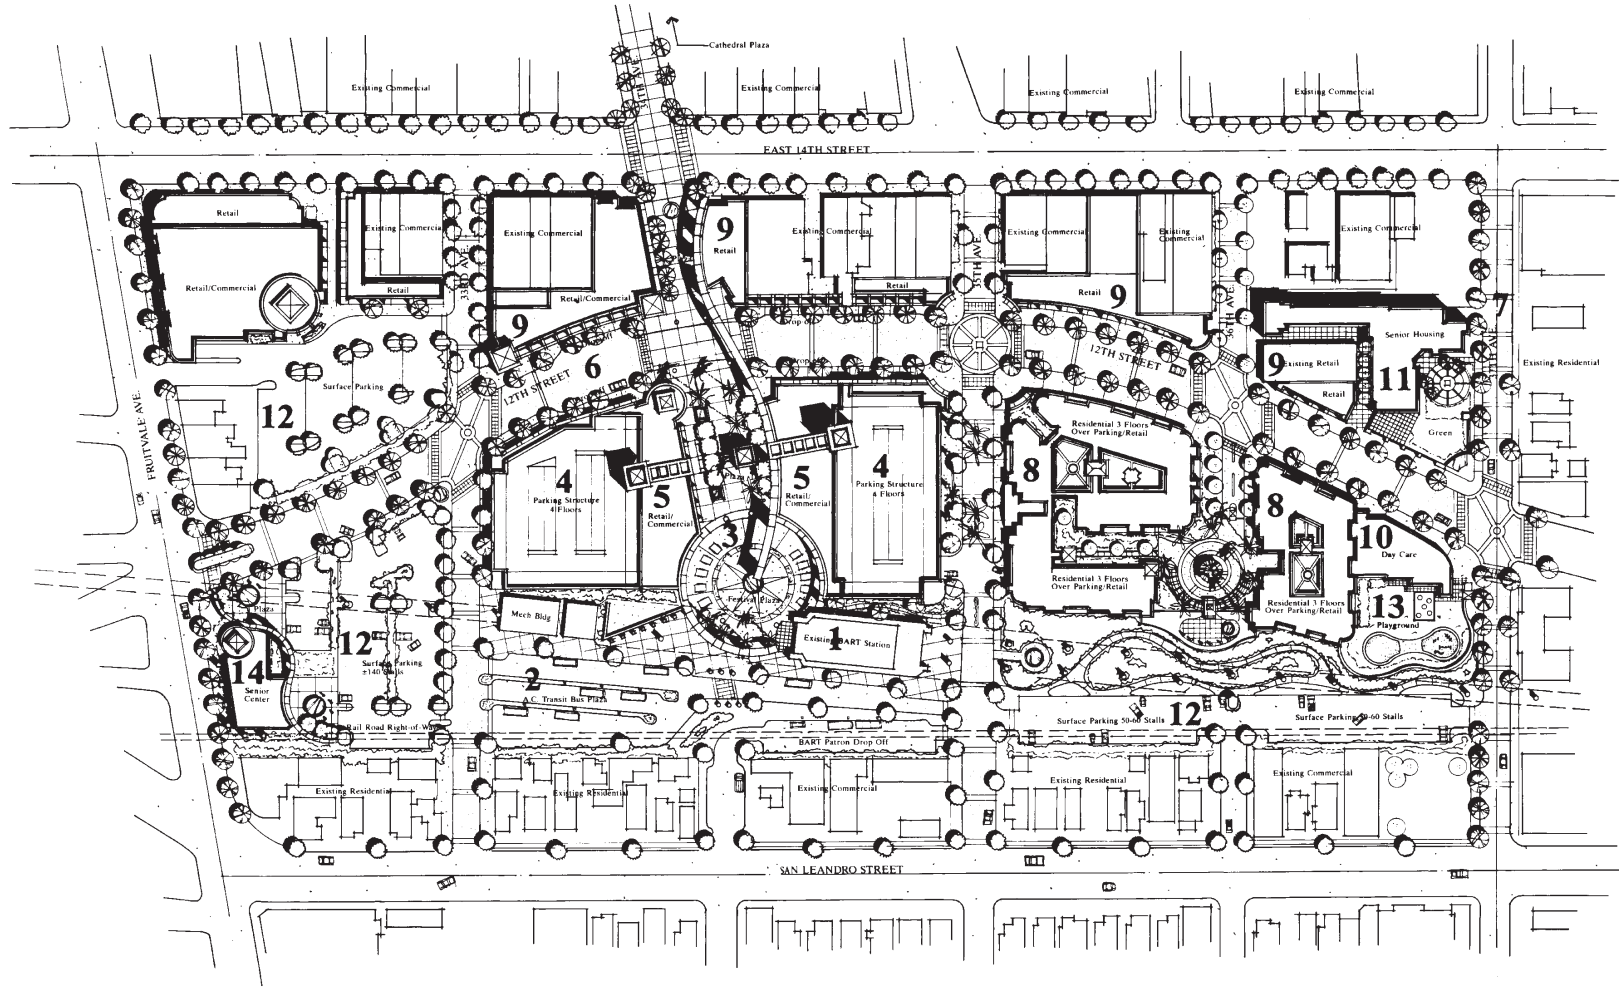 Cathedral Plaza
34TH AVE.
Existing Commercial
Existing Commercial
Existing Commercial
Existing Commercial
EAST 14TH STREET
Retail
Existing Commercial
Existing Commercial
9
Retail
Existing Commercial
Existing Commercial
Existing
Commercial
Existing Commercial
35TH AVE.
33RD AVE.
36TH AVE.
Retail/Commercial
Retail
Retail/Commercial
Retail
Retail
9
7
9
6
12TH STREET
12TH STREET
Senior Housing
Existing Residential
9
Existing Retail
Retail
11
Green
Surface Parking
12
FRUITVALE AVE.
Residential 3 Floors
Over Parking/Retail
4
Parking Structure
4 Floors
5
Retail/
Commercial
5
Retail/
Commercial
4
Parking Structure
4 Floors
Plaza
8
8
3
10
Day Care
Residential 3 Floors
Over Parking/Retail
Residential 3 Floors
Over Parking/Retail
Festival Plaza
Plaza
Mech Bldg
13
Playground
1
Existing BART Station
12
Surface Parking
±140 Stalls
14
Senior
Center
2
A.C. Transit Bus Plaza
Rail Road Right-of-Way
12
Surface Parking 50-60 Stalls
Surface Parking 50-60 Stalls
BART Patron Drop Off
Existing Residential
Existing Residential
Existing Commercial
Existing Residential
Existing Commercial
SAN LEANDRO STREET